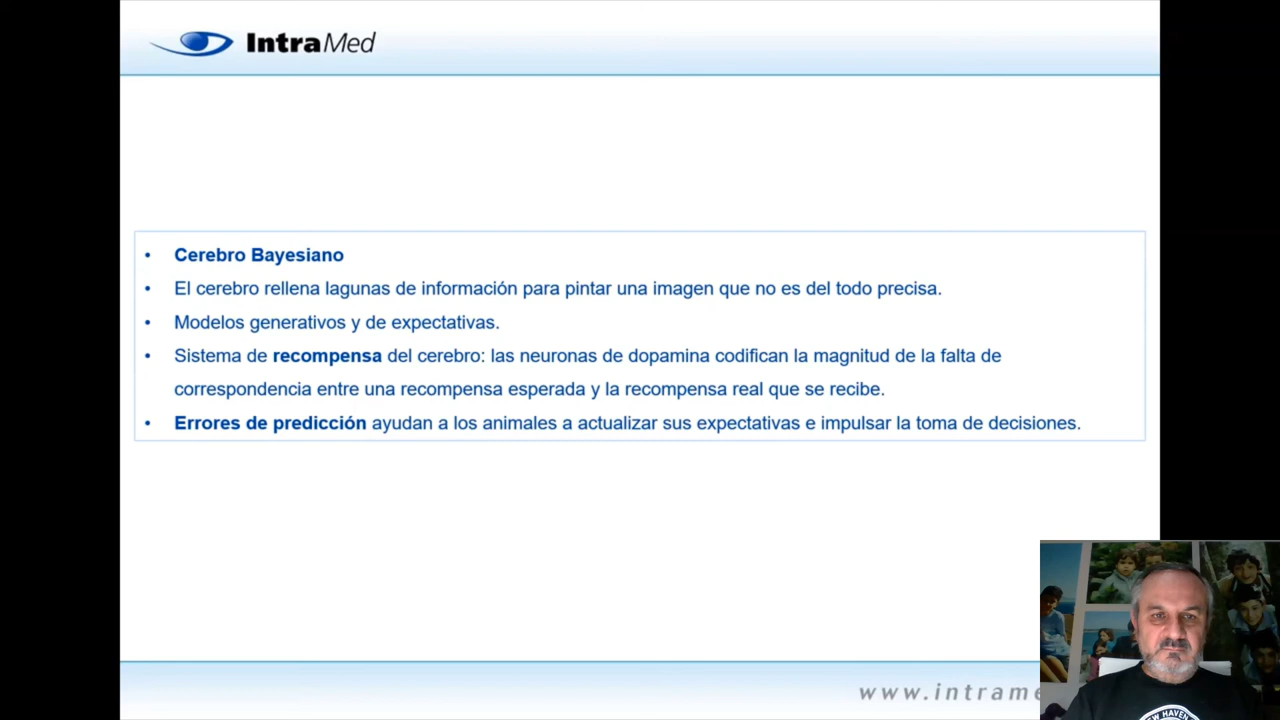 IntraMed
• Cerebro Bayesiano
• El cerebro rellena lagunas de información para pintar una imagen que no es del todo precisa.
• Modelos generativos y de expectativas.
• Sistema de recompensa del cerebro: las neuronas de dopamina codifican la magnitud de la falta de
correspondencia entre una recompensa esperada y la recompensa real que se recibe.
• Errores de predicción ayudan a los animales a actualizar sus expectativas e impulsar la toma de decisiones.
www.intram
HAVEN